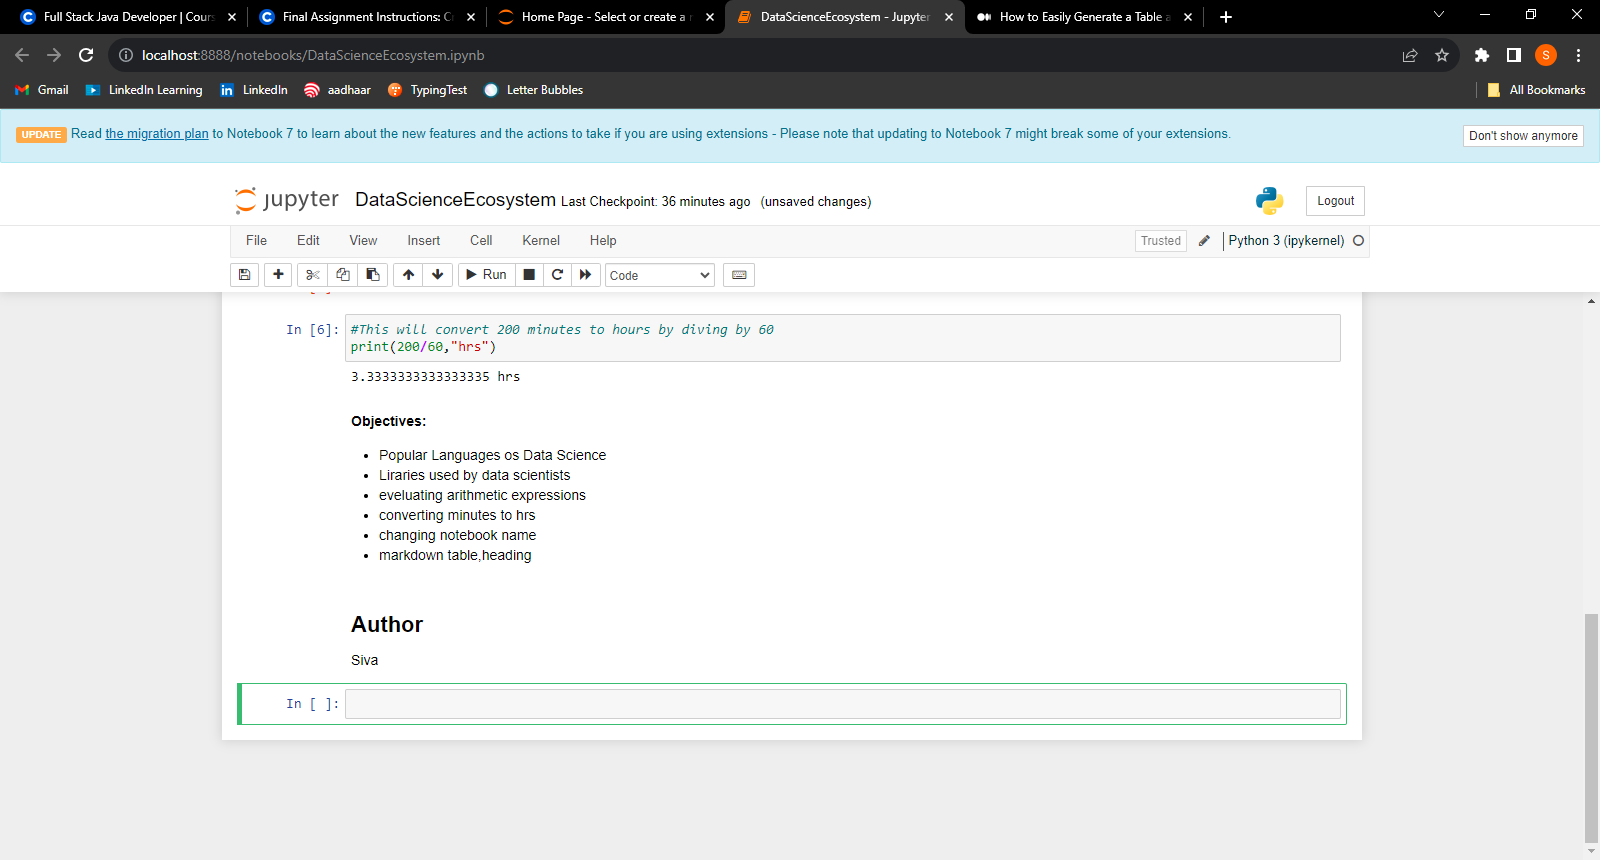 Full Stack Java Developer | Cours
Final Assignment Instructions: C
Home Page - Select or create a n
DataScienceEcosystem - Jupyter
How to Easily Generate a Table a
localhost:8888/notebooks/DataScienceEcosystem.ipynb
S
Gmail
LinkedIn Learning
LinkedIn
aadhaar
TypingTest
Letter Bubbles
All Bookmarks
UPDATE Read the migration plan to Notebook 7 to learn about the new features and the actions to take if you are using extensions - Please note that updating to Notebook 7 might break some of your extensions.
Don't show anymore
jupyter DataScienceEcosystem Last Checkpoint: 36 minutes ago (unsaved changes)
Logout
File Edit View Insert Cell Kernel Help
Trusted
Python 3 (ipykernel)
Run
Code
In [6]: #This will convert 200 minutes to hours by diving by 60
print(200/60,"hrs")
3.3333333333333335 hrs
Objectives:
• Popular Languages os Data Science
• Liraries used by data scientists
• eveluating arithmetic expressions
• converting minutes to hrs
• changing notebook name
• markdown table,heading
Author
Siva
In [ ]: